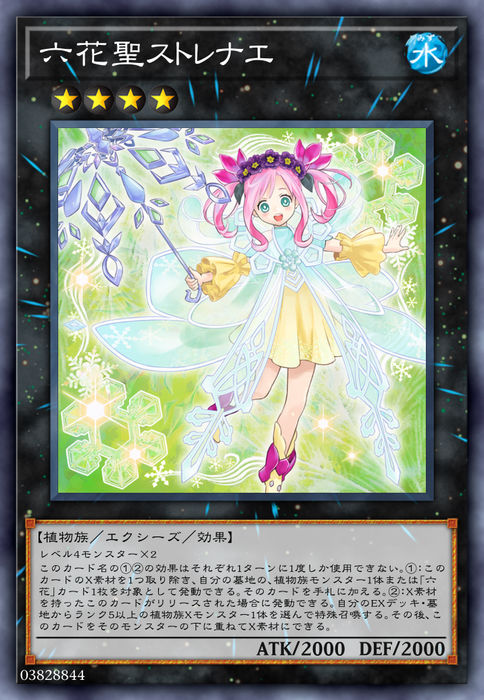 六花聖ストレナエ
みず
水
【植物族／エクシーズ／効果】
レベル4モンスター×2
このカード名の①②の効果はそれぞれ1ターンに1度しか使用できない。①：こ
のカードのX素材を1つ取り除き、自分の墓地の、植物族モンスター1体または「六
花」カード1枚を対象として発動できる。そのカードを手札に加える。②：X素材
を持ったこのカードがリリースされた場合に発動できる。自分のEXデッキ・墓
地からランク5以上の植物族Xモンスター1体を選んで特殊召喚する。その後、こ
のカードをそのモンスターの下に重ねてX素材にできる。
ATK/2000 DEF/2000
03828844